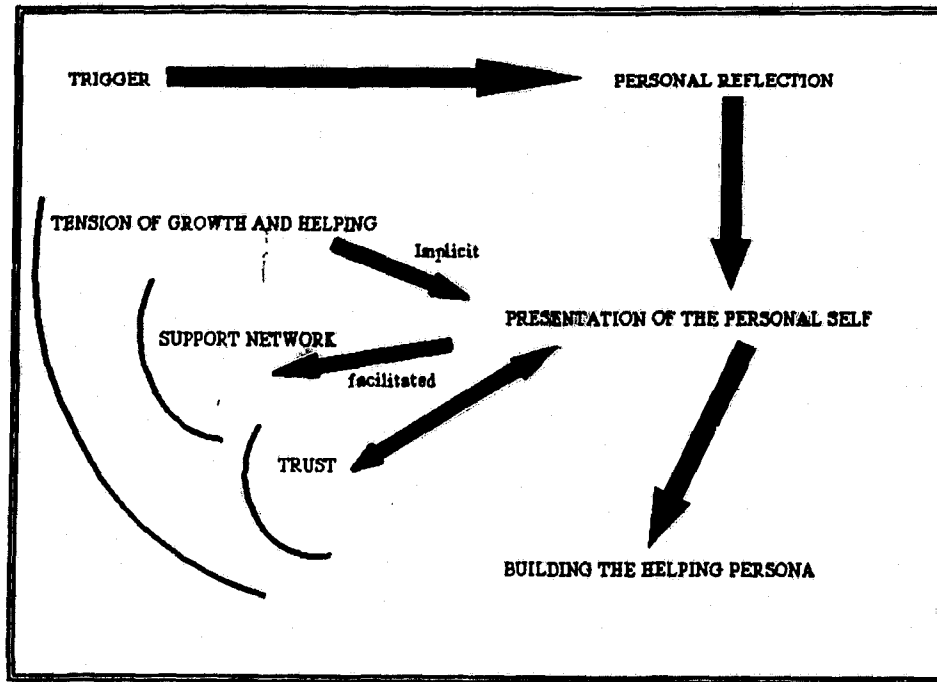 TRIGGER
PERSONAL REFLECTION
TENSION OF GROWTH AND HELPING
Implicit
PRESENTATION OF THE PERSONAL SELF
SUPPORT NETWORK
facilitated
TRUST
BUILDING THE HELPING PERSONA